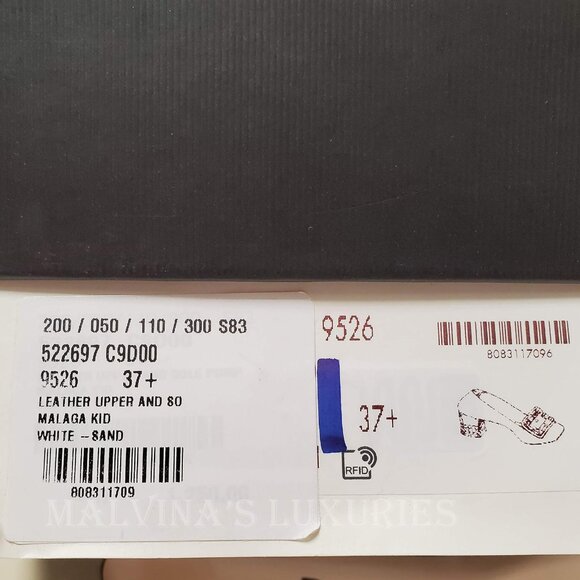 200 / 050 / 110 / 300 S83
522697 C9D00
9526 37+
LEATHER UPPER AND SO
MALAGA KID
WHITE -- SAND
808311709
9526
8083117096
37+
RFID
MALVINA'S LUXURIES